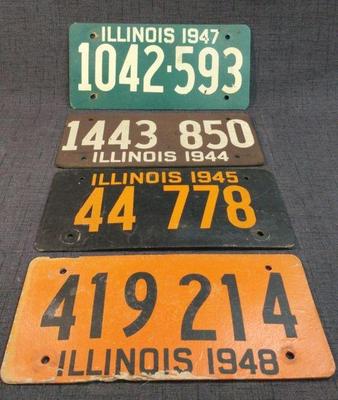 ILLINOIS 1947
1042-593
1443 850
ILLINOIS 1944
ILLINOIS 1945
44 778
419 214
ILLINOIS 1948